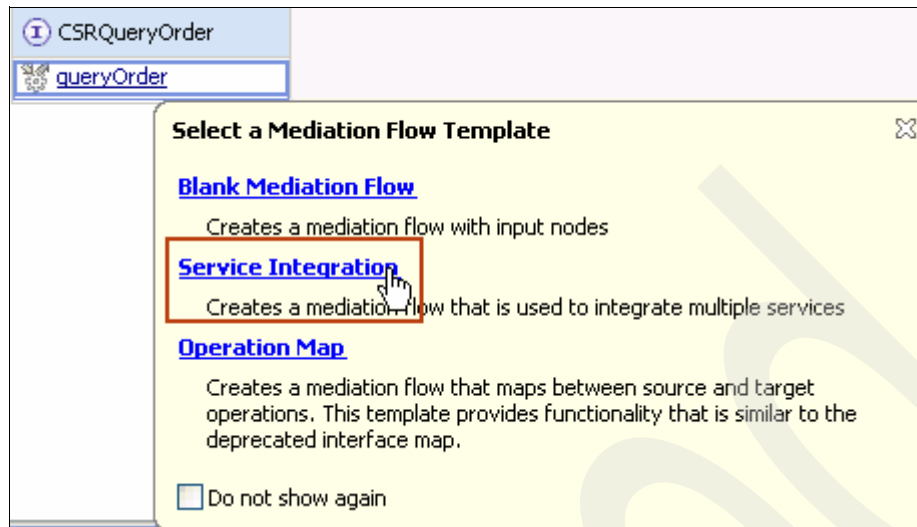 CSRQueryOrder
queryOrder
Select a Mediation Flow Template
Blank Mediation Flow
Creates a mediation flow with input nodes
Service Integration
Creates a mediation flow that is used to integrate multiple services
Operation Map
Creates a mediation flow that maps between source and target
operations. This template provides functionality that is similar to the
deprecated interface map.
Do not show again